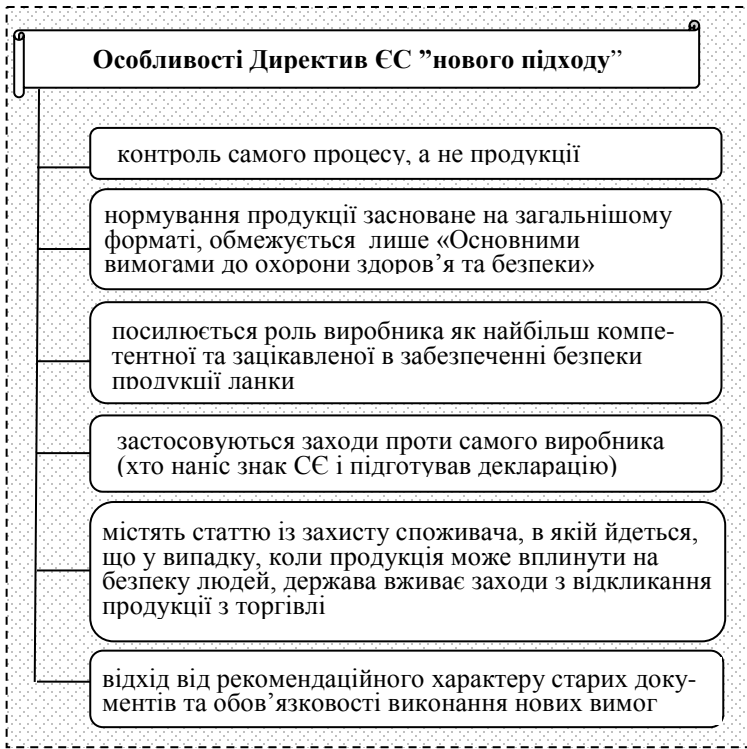 Особливості Директив ЄС ”нового підходу”
контроль самого процесу, а не продукції
нормування продукції засноване на загальнішому
форматі, обмежується лише «Основними
вимогами до охорони здоров’я та безпеки»
посилюється роль виробника як найбільш компе-
тентної та зацікавленої в забезпеченні безпеки
продукції ланки
застосовуються заходи проти самого виробника
(хто наніс знак СЄ і підготував декларацію)
містять статтю із захисту споживача, в якій йдеться,
що у випадку, коли продукція може вплинути на
безпеку людей, держава вживає заходи з відкликання
продукції з торгівлі
відхід від рекомендаційного характеру старих доку-
ментів та обов’язковості виконання нових вимог